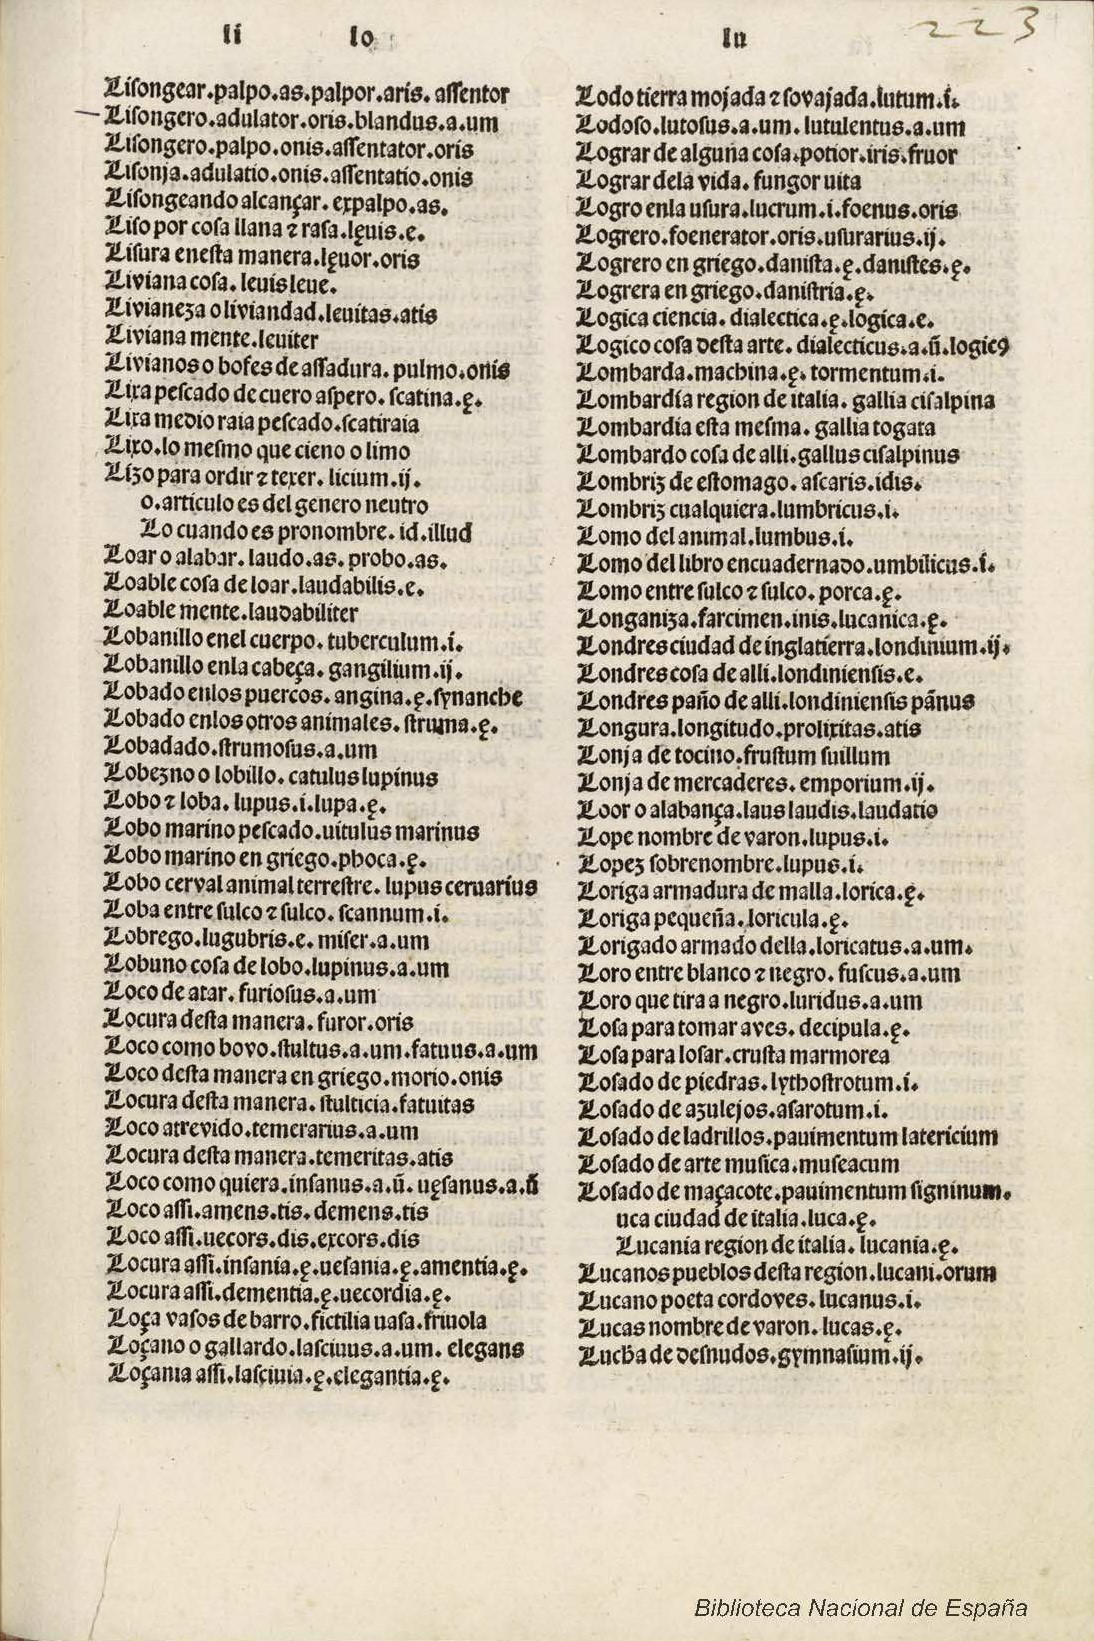 li lo lu 223
Lisongear.palpo.as.palpor.aris. assentor
Lisongero.adulator.oris.blandus.a.um
Lisongero.palpo.onis.assentator.oris
Lisonja.adulatio.onis.assentatio.onis
Lisongeando alcançar. expalpo.as.
Liso por cosa llana ⁊ rasa.lęuis.e.
Lisura enesta manera.lęuor.oris
Liviana cosa. leuis leue.
Livianeza o liviandad.leuitas.atis
Liviana mente.leuiter
Livianos o bofes de assadura. pulmo.onis
Lixa pescado de cuero aspero. scatina.ę.
Lixa medio raia pescado.scatiraia
Lixo.lo mesmo que cieno o limo
Lizo para ordir ⁊ texer. licium.ij.
o.articulo es del genero neutro
Lo cuando es pronombre. id.illud
Loar o alabar. laudo.as. probo.as.
Loable cosa de loar.laudabilis.e.
Loable mente.laudabiliter
Lobanillo enel cuerpo. tuberculum.i.
Lobanillo enla cabeça. gangilium.ij.
Lobado enlos puercos. angina.ę.synanche
Lobado enlos otros animales. struma.ę.
Lobadado.strumosus.a.um
Lobezno o lobillo. catulus lupinus
Lobo ⁊ loba. lupus.i.lupa.ę.
Lobo marino pescado.uitulus marinus
Lobo marino en griego.phoca.ę.
Lobo cerval animal terrestre. lupus ceruarius
Loba entre sulco ⁊ sulco. scannum.i.
Lobrego.lugubris.e. miser.a.um
Lobuno cosa de lobo.lupinus.a.um
Loco de atar. furiosus.a.um
Locura desta manera. furor.oris
Loco como bovo.stultus.a.um.fatuus.a.um
Loco desta manera en griego.morio.onis
Locura desta manera. stulticia.fatuitas
Loco atrevido.temerarius.a.um
Locura desta manera.temeritas.atis
Loco como quiera.insanus.a.ũ. uęsanus.a.ũ
Loco assi.amens.tis. demens.tis
Loco assi.uecors.dis.excors.dis
Locura assi.insania.ę.uesania.ę.amentia.ę.
Locura assi.dementia.ę.uecordia.ę.
Loça vasos de barro.fictilia uasa.friuola
Loçano o gallardo.lasciuus.a.um. elegans
Loçania assi.lasciuia.ę.elegantia.ę.
Lodo tierra mojada ⁊ sovajada.lutum.i.
Lodoso.lutosus.a.um. lutulentus.a.um
Lograr de alguna cosa.potior.iris.fruor
Lograr dela vida. fungor uita
Logro enla usura.lucrum.i.foenus.oris
Logrero.foenerator.oris.usurarius.ij.
Logrero en griego.danista.ę.danistes.ę.
Logrera en griego.danistria.ę.
Logica ciencia. dialectica.ę.logica.e.
Logico cosa desta arte. dialecticus.a.ũ.logicꝰ
Lombarda.machina.ę. tormentum.i.
Lombardia region de italia. gallia cisalpina
Lombardia esta mesma. gallia togata
Lombardo cosa de alli.gallus cisalpinus
Lombriz de estomago. ascaris.idis.
Lombriz cualquiera.lumbricus.i.
Lomo del animal.lumbus.i.
Lomo del libro encuadernado.umbilicus.i.
Lomo entre sulco ⁊ sulco. porca.ę.
Longaniza.farcimen.inis.lucanica.ę.
Londres ciudad de inglatierra.londinium.ij.
Londres cosa de alli.londiniensis.e.
Londres paño de alli.londiniensis pãnus
Longura.longitudo.prolixitas.atis
Lonja de tocino.frustum suillum
Lonja de mercaderes. emporium.ij.
Loor o alabança.laus laudis.laudatio
Lope nombre de varon.lupus.i.
Lopez sobrenombre.lupus.i.
Loriga armadura de malla.lorica.ę.
Loriga pequeña.loricula.ę.
Lorigado armado della.loricatus.a.um.
Loro entre blanco ⁊ negro. fuscus.a.um
Loro que tira a negro.luridus.a.um
Losa para tomar aves. decipula.ę.
Losa para losar.crusta marmorea
Losado de piedras.lythostrotum.i.
Losado de azulejos.asarotum.i.
Losado de ladrillos.pauimentum latericium
Losado de arte musica.museacum
Losado de maçacote.pauimentum signinum.
uca ciudad de italia.luca.ę.
Lucania region de italia. lucania.ę.
Lucanos pueblos desta region.lucani.orum
Lucano poeta cordoves. lucanus.i.
Lucas nombre de varon. lucas.ę.
Lucha de desnudos.gymnasium.ij.
Biblioteca Nacional de España